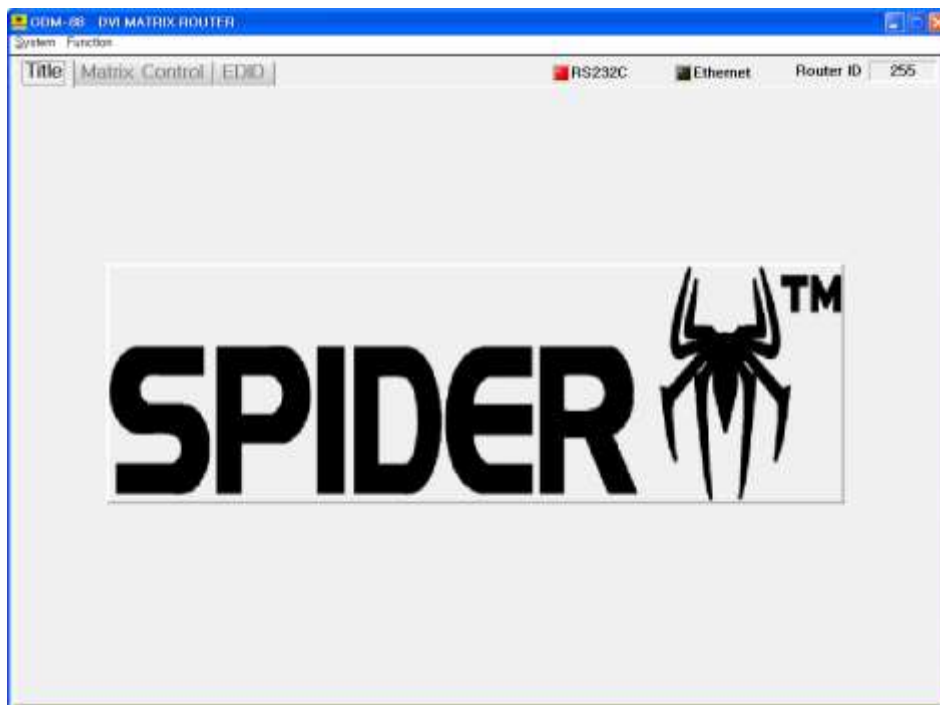 ODM-88 DVI MATRIX ROUTER
System Function
Title Matrix Control EDID RS232C Ethernet Router ID 255
SPIDER TM